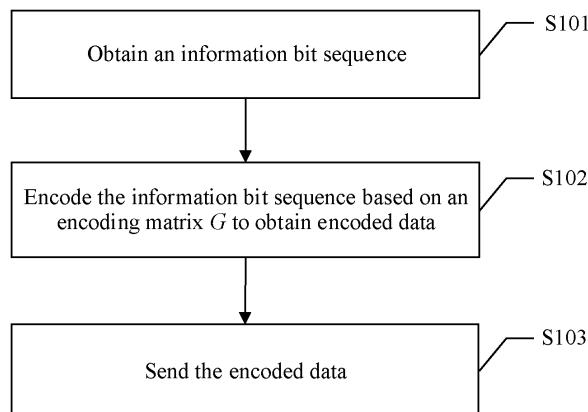 S101
Obtain an information bit sequence
S102
Encode the information bit sequence based on an
encoding matrix G to obtain encoded data
S103
Send the encoded data